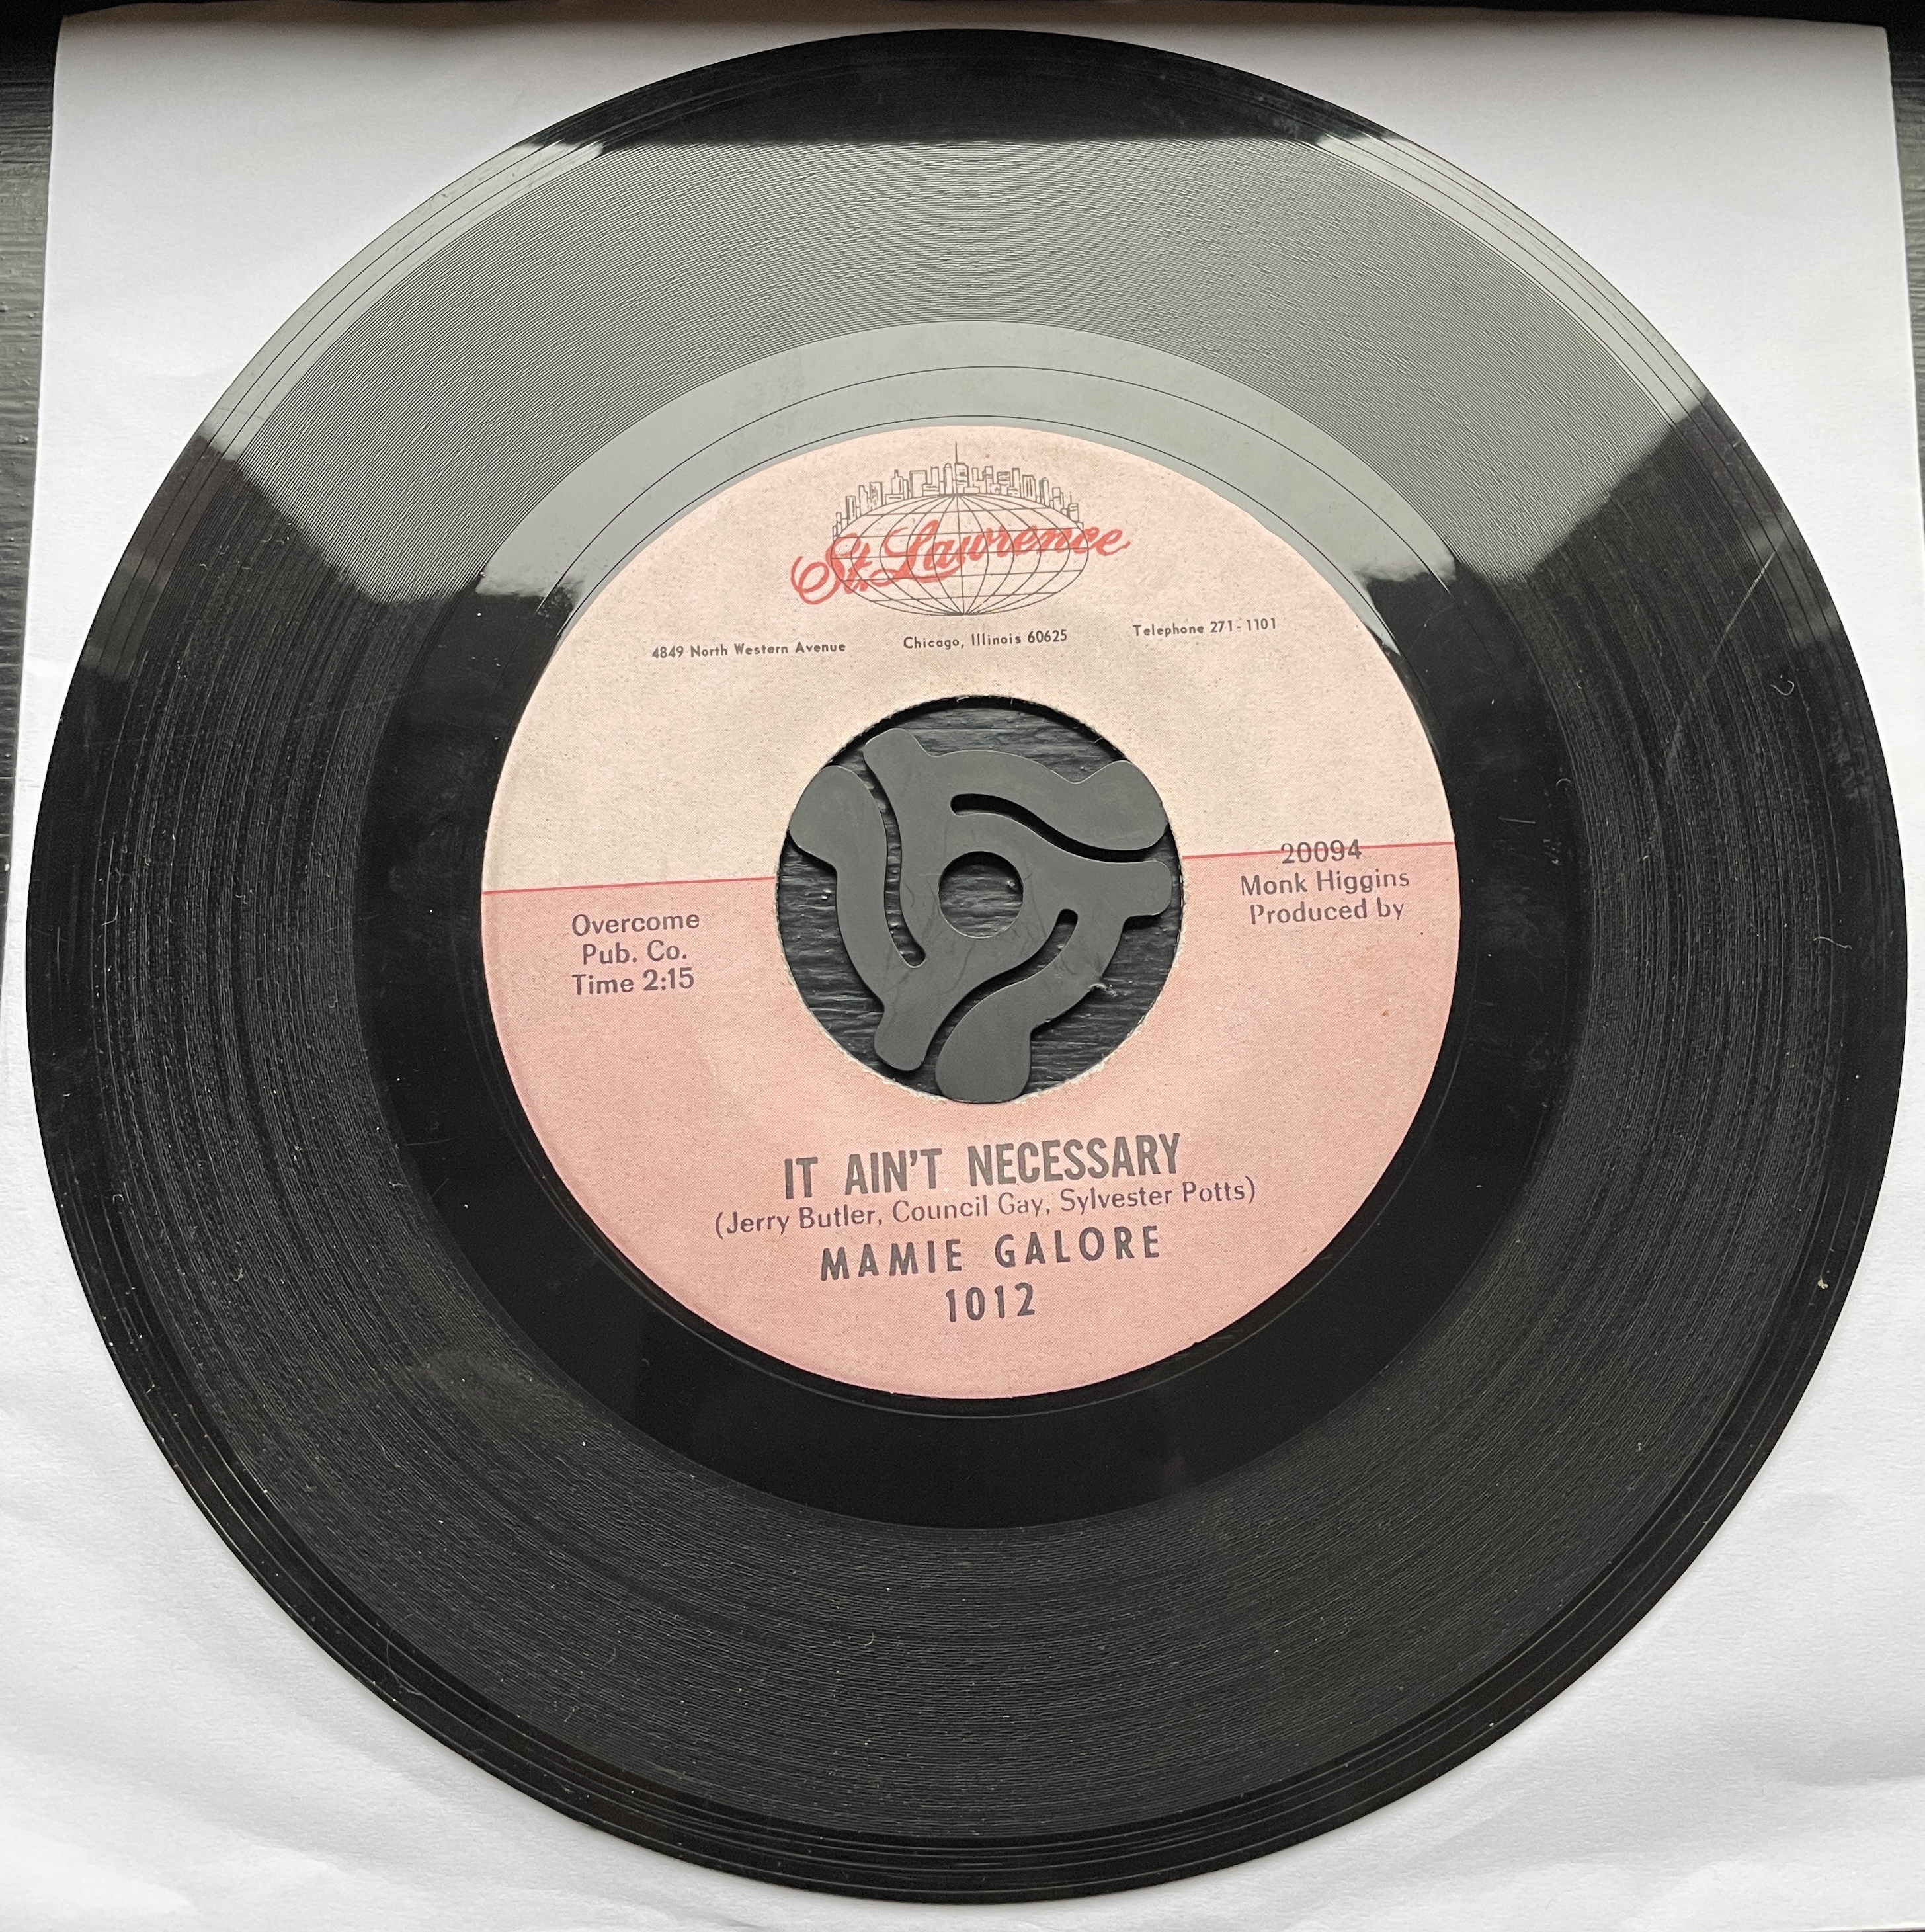 St. Lawrence
4849 North Western Avenue Chicago, Illinois 60625 Telephone 271-1101
Overcome
Pub. Co.
Time 2:15
20094
Monk Higgins
Produced by
IT AIN'T NECESSARY
(Jerry Butler, Council Gay, Sylvester Potts)
MAMIE GALORE
1012